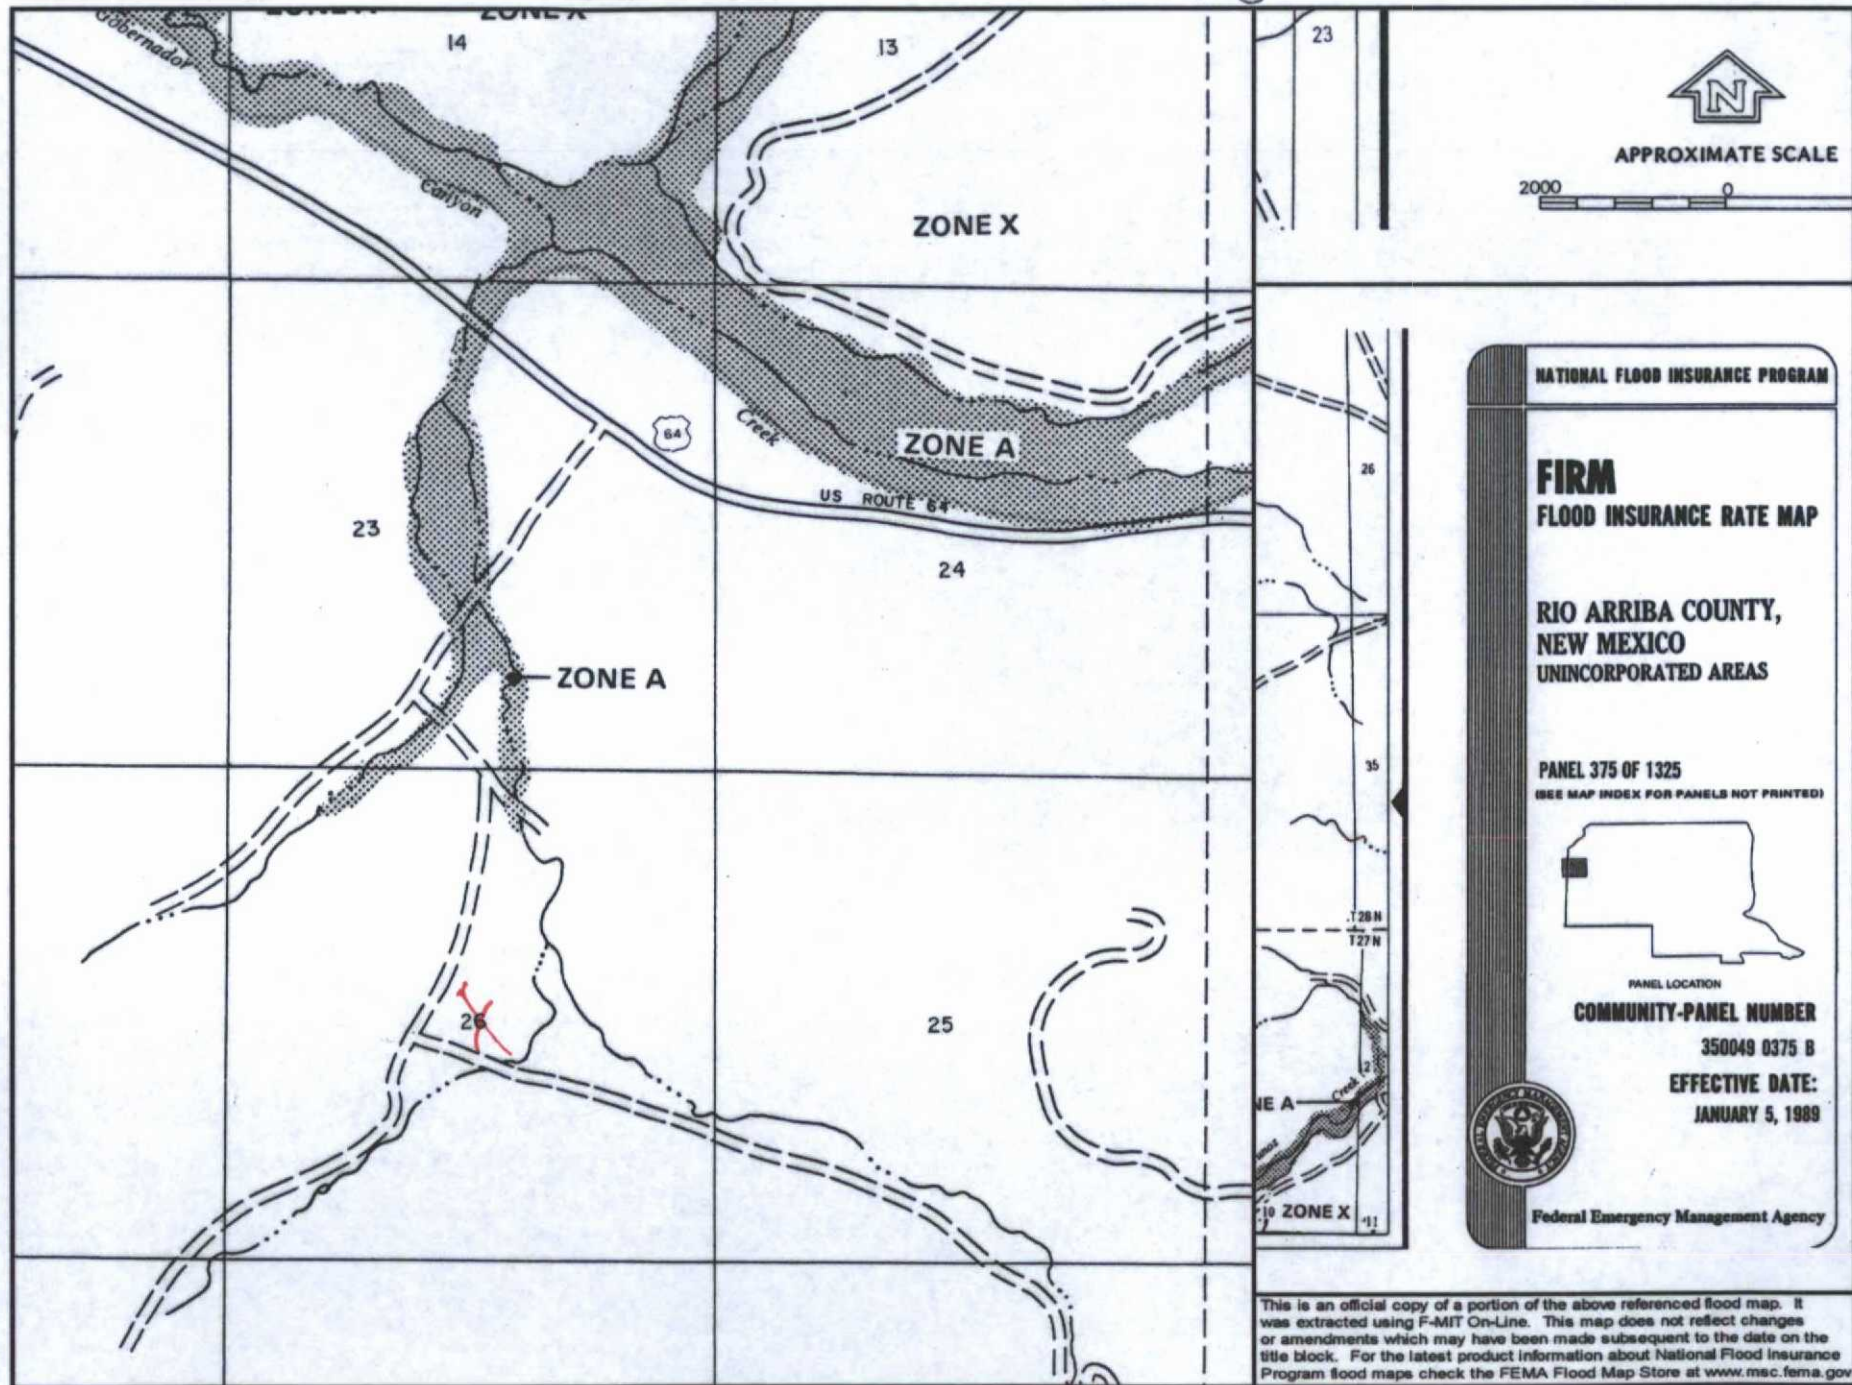 ZONE X
Gobernador
14
13
Canyon
ZONE X
64
Creek
ZONE A
US ROUTE 64
23
24
ZONE A
26
25
23
26
35
T28N
T27N
12
Creek
NE A
10
ZONE X
11
N
APPROXIMATE SCALE
2000 0
NATIONAL FLOOD INSURANCE PROGRAM
FIRM
FLOOD INSURANCE RATE MAP
RIO ARRIBA COUNTY,
NEW MEXICO
UNINCORPORATED AREAS
PANEL 375 OF 1325
(SEE MAP INDEX FOR PANELS NOT PRINTED)
PANEL LOCATION
COMMUNITY-PANEL NUMBER
350049 0375 B
EFFECTIVE DATE:
JANUARY 5, 1989
Federal Emergency Management Agency
This is an official copy of a portion of the above referenced flood map. It
was extracted using F-MIT On-Line. This map does not reflect changes
or amendments which may have been made subsequent to the date on the
title block. For the latest product information about National Flood Insurance
Program flood maps check the FEMA Flood Map Store at www.msc.fema.gov